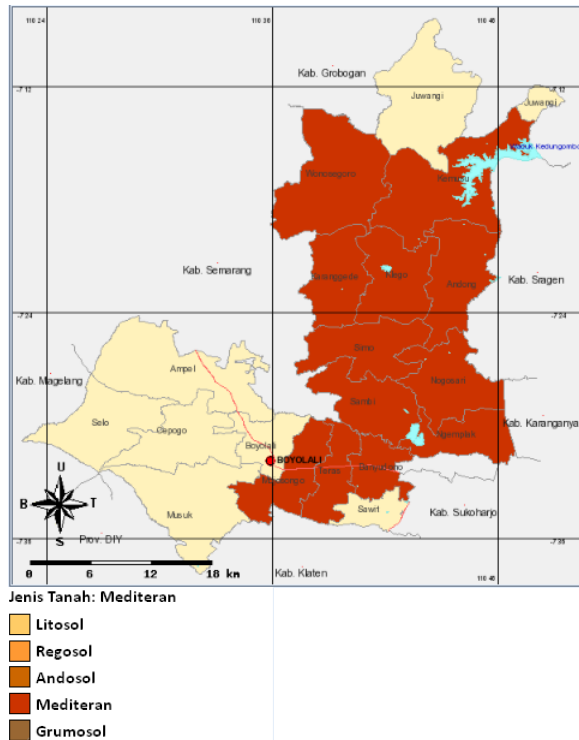 110 24
110 36
110 48
-7 12
-7 12
Kab. Grobogan
Juwangi
Juwangi
Waduk Kedungombo
Wonosegoro
Kemusu
Kab. Semarang
Karanggede
Klego
Andong
Kab. Sragen
-7 24
-7 24
Ampel
Simo
Nogosari
Kab. Magelang
Sambi
Selo
Cepogo
Boyolali
Kab. Karanganya
Ngemplak
BOYOLALI
Mojosongo
Teras
Banyudono
U
B
T
S
Musuk
Sawit
Kab. Sukoharjo
Prov. DIY
-7 36
-7 36
0 6 12 18 km
Kab. Klaten
110 48
Jenis Tanah: Mediteran
Litosol
Regosol
Andosol
Mediteran
Grumosol